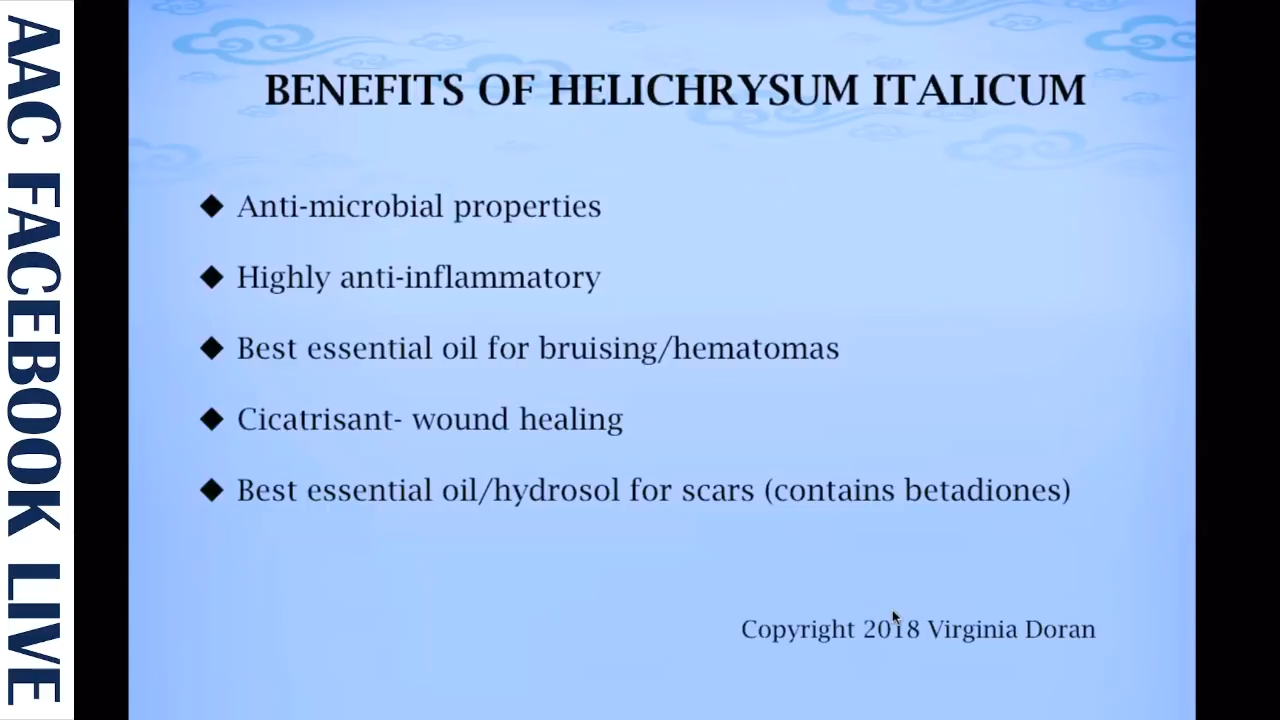 AAC FACEBOOK LIVE
BENEFITS OF HELICHRYSUM ITALICUM
◆ Anti-microbial properties
◆ Highly anti-inflammatory
◆ Best essential oil for bruising/hematomas
◆ Cicatrisant- wound healing
◆ Best essential oil/hydrosol for scars (contains betadiones)
Copyright 2018 Virginia Doran